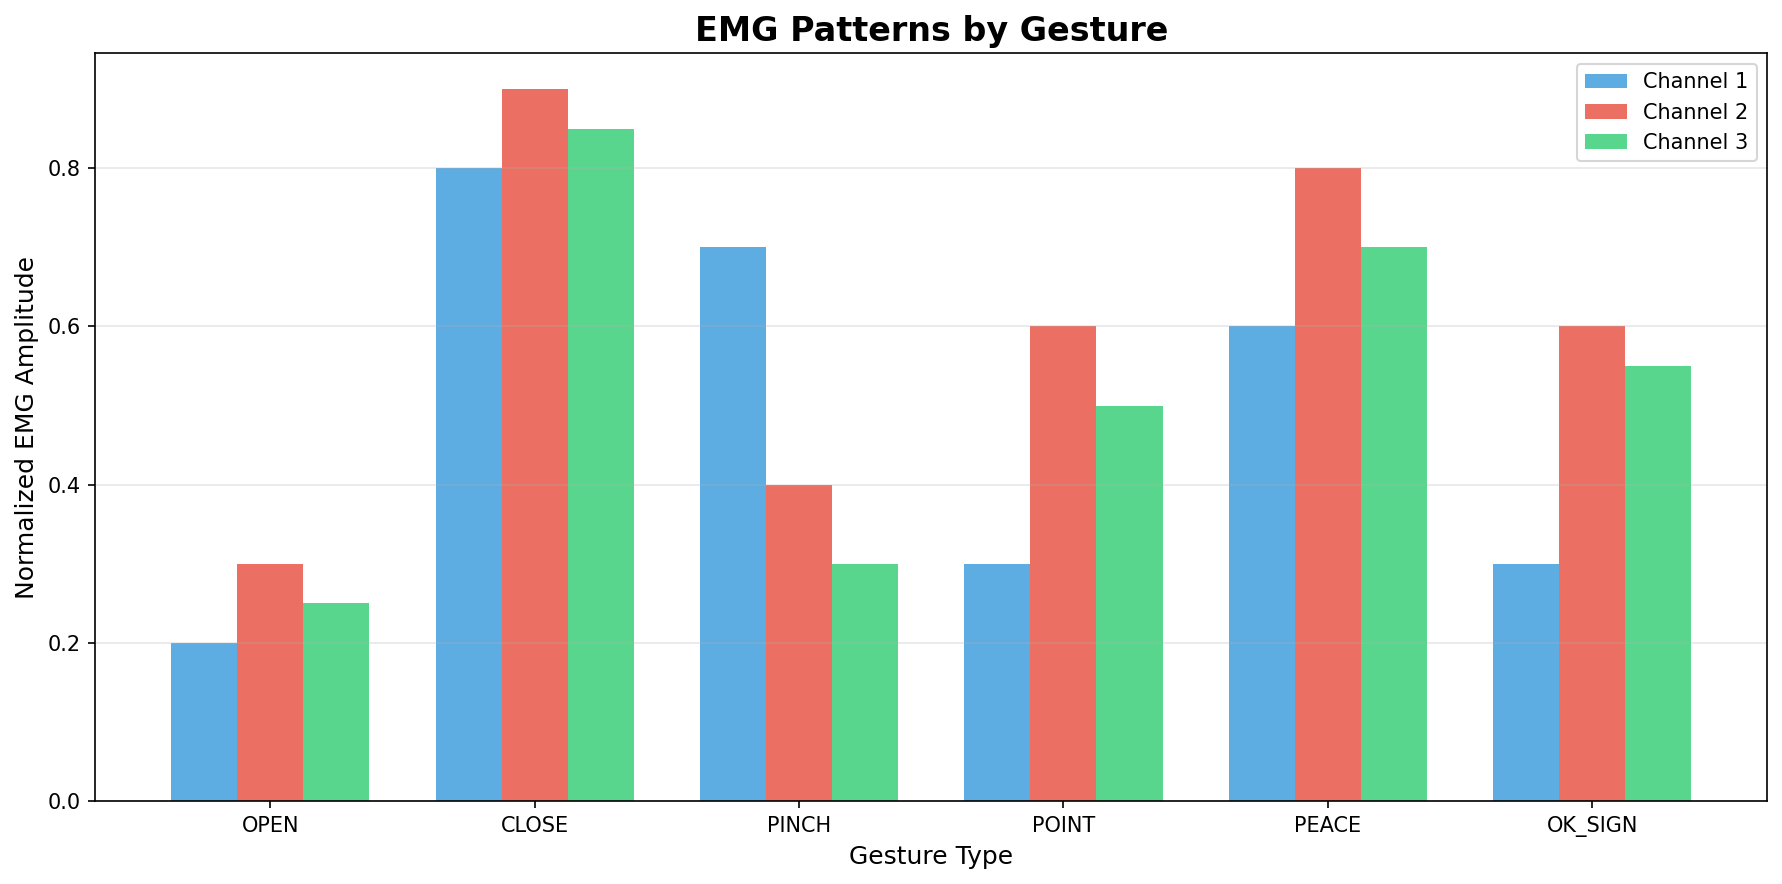 EMG Patterns by Gesture
Channel 1
Channel 2
Channel 3
Normalized EMG Amplitude
0.8
0.6
0.4
0.2
0.0
OPEN CLOSE PINCH POINT PEACE OK_SIGN
Gesture Type